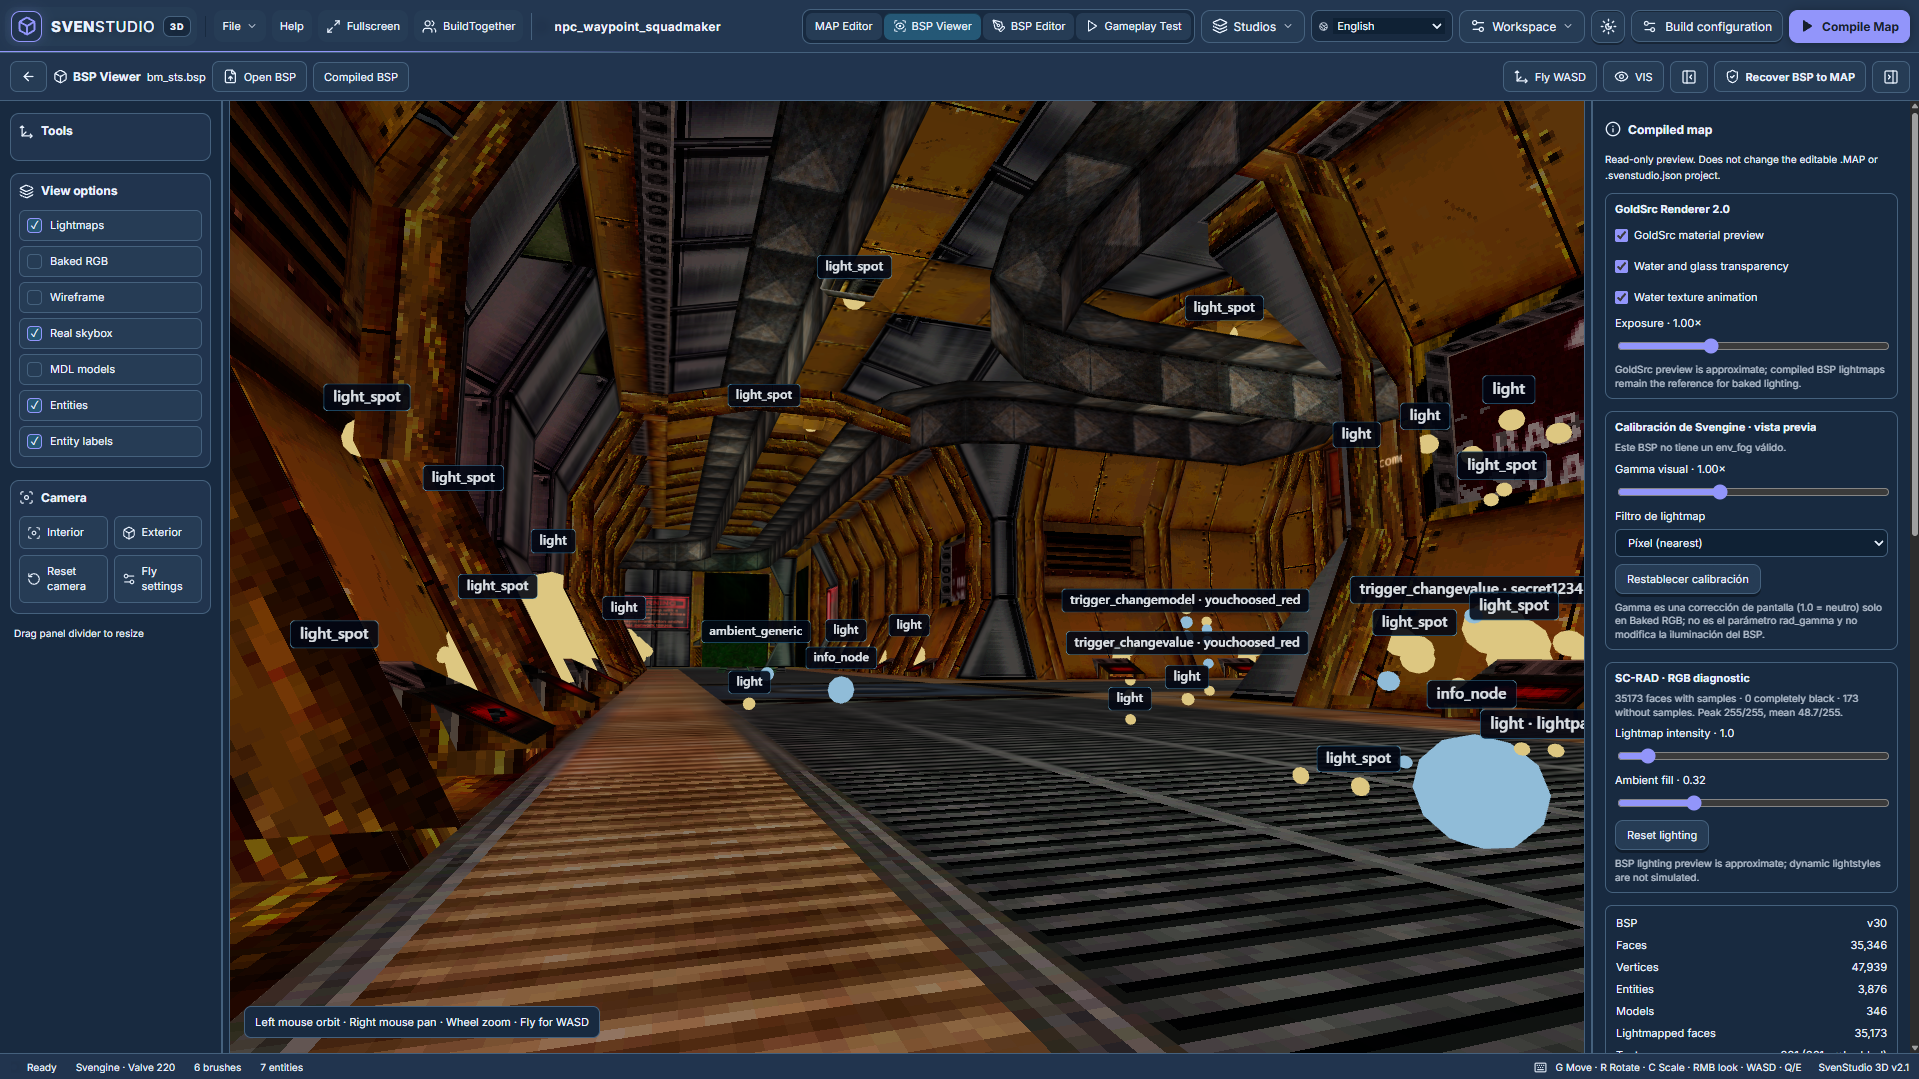 SVENSTUDIO 3D
File
Help
Fullscreen
BuildTogether
npc_waypoint_squadmaker
MAP Editor
BSP Viewer
BSP Editor
Gameplay Test
Studios
English
Workspace
Build configuration
Compile Map
BSP Viewer bm_sts.bsp
Open BSP
Compiled BSP
Fly WASD
VIS
Recover BSP to MAP
Tools
View options
Lightmaps
Baked RGB
Wireframe
Real skybox
MDL models
Entities
Entity labels
Camera
Interior
Exterior
Reset camera
Fly settings
Drag panel divider to resize
light_spot
light_spot
light_spot
light_spot
light
light
light
light_spot
light_spot
light
light_spot
light
trigger_changemodel · youchoosed_red
trigger_changevalue · secret1234
light_spot
light_spot
light_spot
ambient_generic
light
light
trigger_changevalue · youchoosed_red
info_node
light
light
light
info_node
light · lightpa
light_spot
Left mouse orbit · Right mouse pan · Wheel zoom · Fly for WASD
Compiled map
Read-only preview. Does not change the editable .MAP or
.svenstudio.json project.
GoldSrc Renderer 2.0
GoldSrc material preview
Water and glass transparency
Water texture animation
Exposure · 1.00×
GoldSrc preview is approximate; compiled BSP lightmaps
remain the reference for baked lighting.
Calibración de Svengine · vista previa
Este BSP no tiene un env_fog válido.
Gamma visual · 1.00×
Filtro de lightmap
Píxel (nearest)
Restablecer calibración
Gamma es una corrección de pantalla (1.0 = neutro) solo
en Baked RGB; no es el parámetro rad_gamma y no
modifica la iluminación del BSP.
SC-RAD · RGB diagnostic
35173 faces with samples · 0 completely black · 173
without samples. Peak 255/255, mean 48.7/255.
Lightmap intensity · 1.0
Ambient fill · 0.32
Reset lighting
BSP lighting preview is approximate; dynamic lightstyles
are not simulated.
BSP v30
Faces 35,346
Vertices 47,939
Entities 3,876
Models 346
Lightmapped faces 35,173
Ready
Svengine · Valve 220
6 brushes
7 entities
G Move · R Rotate · C Scale · RMB look · WASD · Q/E
SvenStudio 3D v2.1